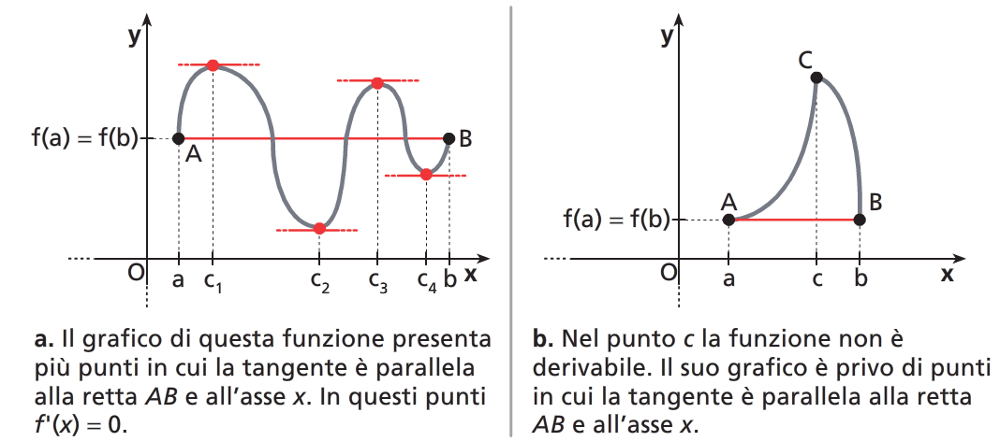 y
f(a) = f(b)
A
B
O
a
c₁
c₂
c₃
c₄
b
x
a. Il grafico di questa funzione presenta
più punti in cui la tangente è parallela
alla retta AB e all'asse x. In questi punti
f'(x) = 0.
y
C
A
B
f(a) = f(b)
O
a
c
b
x
b. Nel punto c la funzione non è
derivabile. Il suo grafico è privo di punti
in cui la tangente è parallela alla retta
AB e all'asse x.